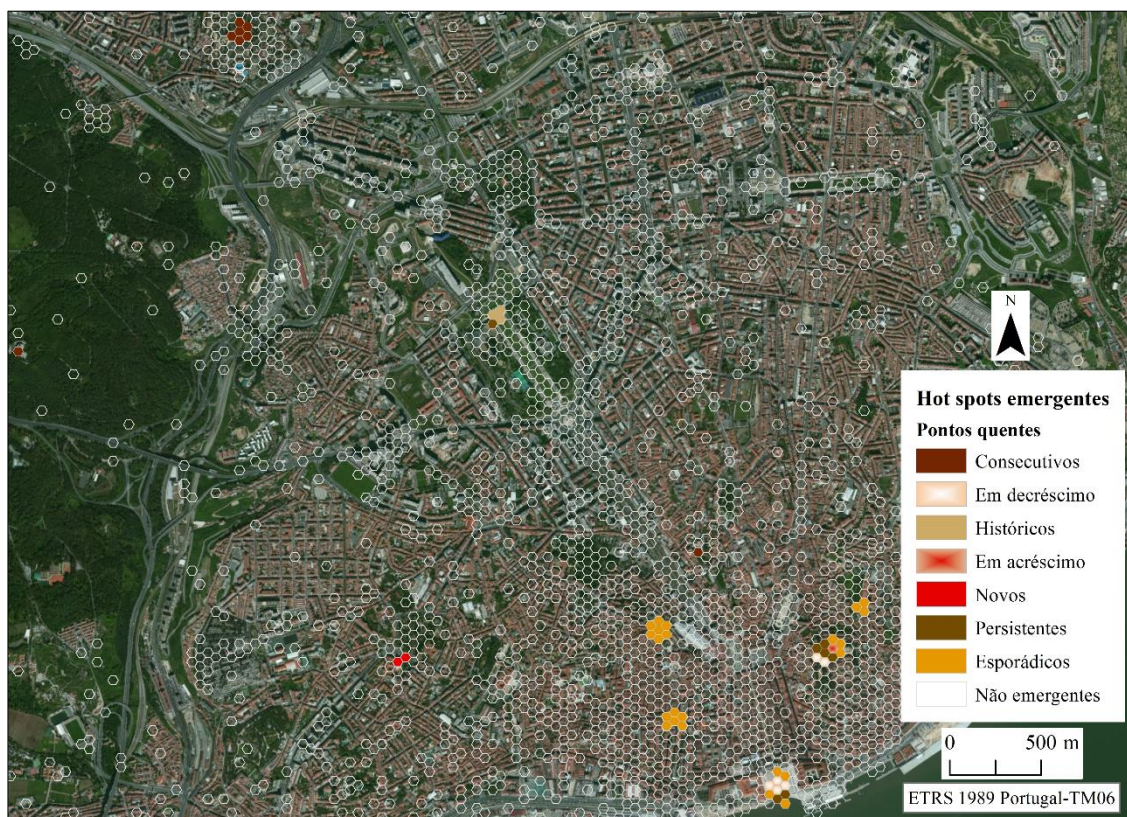 N
Hot spots emergentes
Pontos quentes
Consecutivos
Em decréscimo
Históricos
Em acréscimo
Novos
Persistentes
Esporádicos
Não emergentes
0 500 m
ETRS 1989 Portugal-TM06